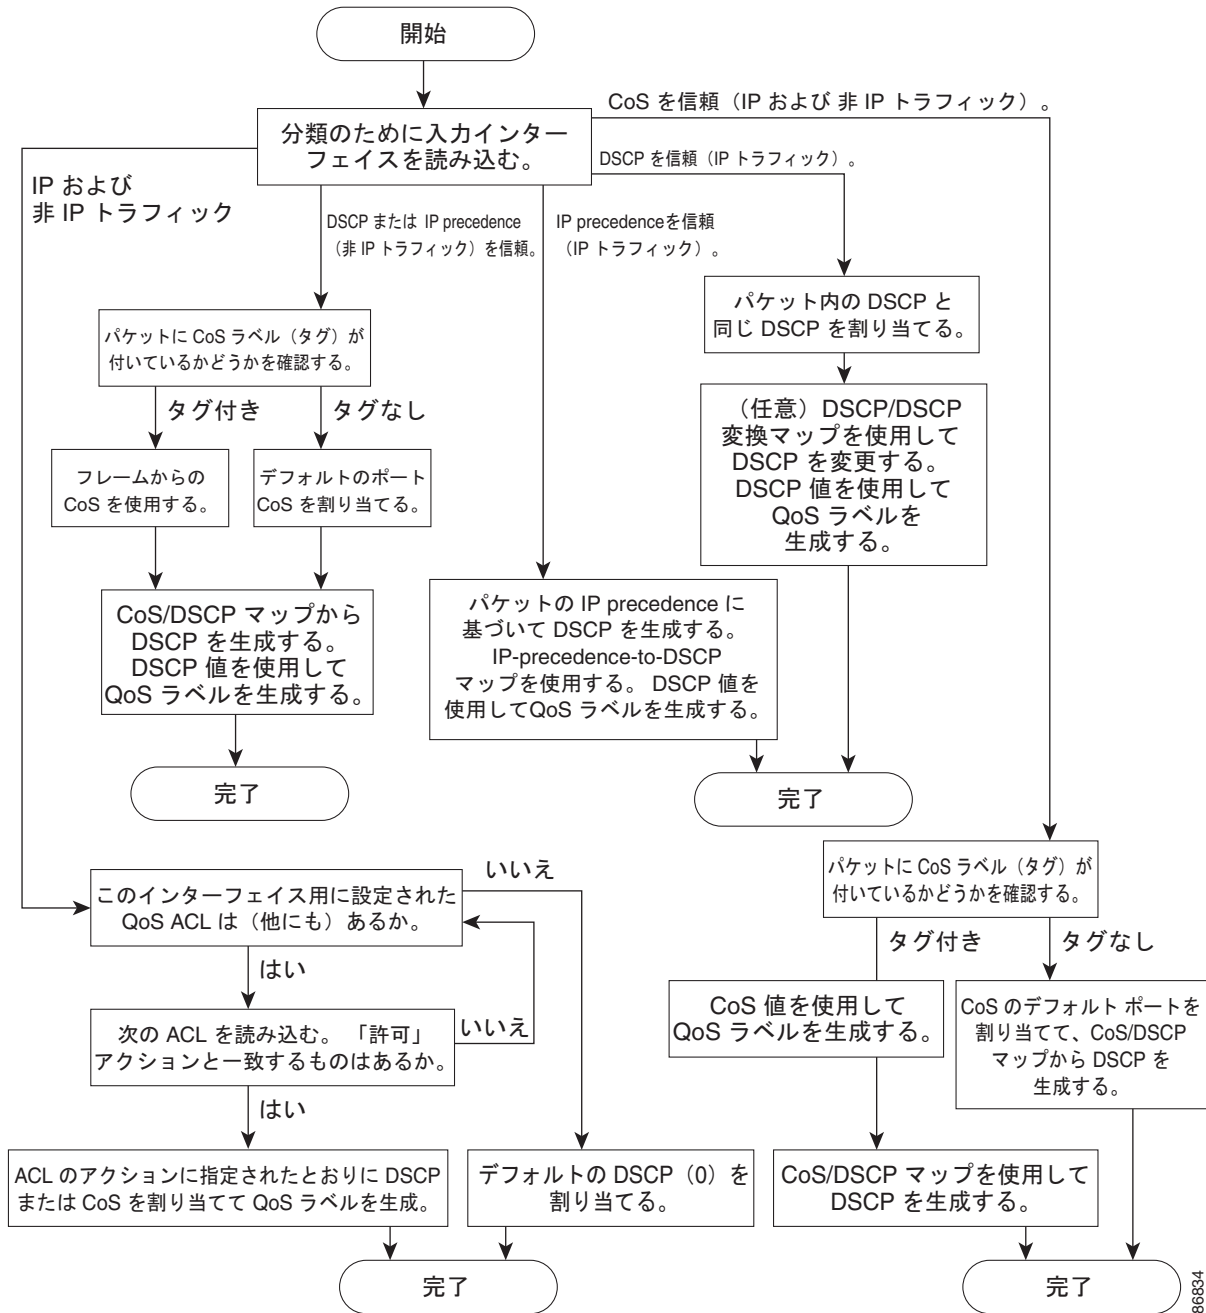 開始
CoS を信頼（IP および 非 IP トラフィック）。
分類のために入力インター
フェイスを読み込む。
DSCP を信頼（IP トラフィック）。
IP および
非 IP トラフィック
DSCP または IP precedence
（非 IP トラフィック）を信頼。
IP precedenceを信頼
（IP トラフィック）。
パケット内の DSCP と
同じ DSCP を割り当てる。
パケットに CoS ラベル（タグ）が
付いているかどうかを確認する。
タグ付き
タグなし
（任意）DSCP/DSCP
変換マップを使用して
DSCP を変更する。
DSCP 値を使用して
QoS ラベルを
生成する。
フレームからの
CoS を使用する。
デフォルトのポート
CoS を割り当てる。
CoS/DSCP マップから
DSCP を生成する。
DSCP 値を使用して
QoS ラベルを生成する。
パケットの IP precedence に
基づいて DSCP を生成する。
IP-precedence-to-DSCP
マップを使用する。 DSCP 値を
使用してQoS ラベルを生成する。
完了
完了
パケットに CoS ラベル（タグ）が
付いているかどうかを確認する。
このインターフェイス用に設定された
QoS ACL は（他にも）あるか。
いいえ
はい
タグ付き
タグなし
次の ACL を読み込む。 「許可」
アクションと一致するものはあるか。
いいえ
はい
CoS 値を使用して
QoS ラベルを生成する。
CoS のデフォルト ポートを
割り当てて、CoS/DSCP
マップから DSCP を
生成する。
ACL のアクションに指定されたとおりに DSCP
または CoS を割り当てて QoS ラベルを生成。
デフォルトの DSCP（0）を
割り当てる。
CoS/DSCP マップを使用して
DSCP を生成する。
完了
完了
86834